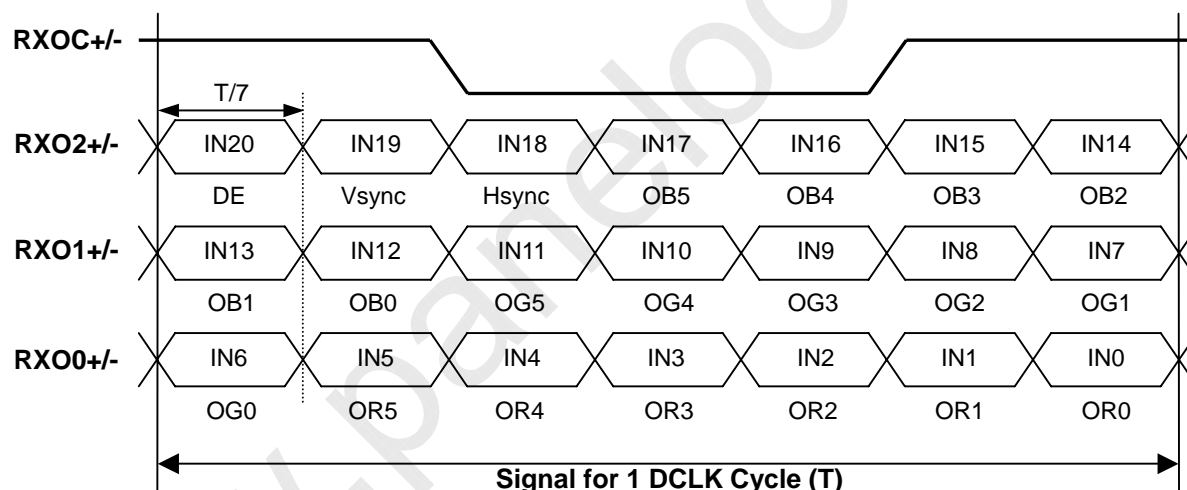 RXOC+/-
T/7
RXO2+/- IN20 IN19 IN18 IN17 IN16 IN15 IN14
DE Vsync Hsync OB5 OB4 OB3 OB2
RXO1+/- IN13 IN12 IN11 IN10 IN9 IN8 IN7
OB1 OB0 OG5 OG4 OG3 OG2 OG1
RXO0+/- IN6 IN5 IN4 IN3 IN2 IN1 IN0
OG0 OR5 OR4 OR3 OR2 OR1 OR0
Signal for 1 DCLK Cycle (T)
.paneloo